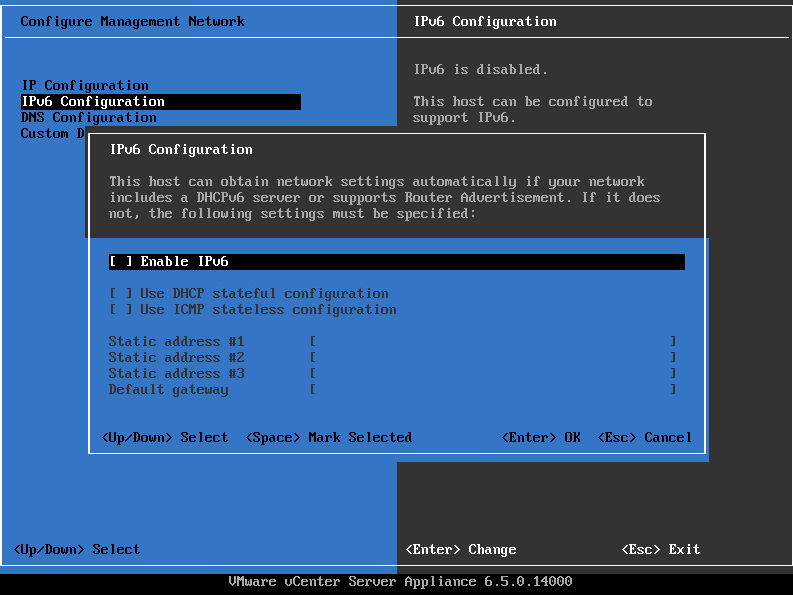 Configure Management Network
IPv6 Configuration
IPv6 is disabled.
IP Configuration
IPv6 Configuration
This host can be configured to
DNS Configuration
support IPv6.
Custom D
IPv6 Configuration
This host can obtain network settings automatically if your network
includes a DHCPv6 server or supports Router Advertisement. If it does
not, the following settings must be specified:
[ ] Enable IPv6
[ ] Use DHCP stateful configuration
[ ] Use ICMP stateless configuration
Static address #1 [ ]
Static address #2 [ ]
Static address #3 [ ]
Default gateway [ ]
<Up/Down> Select <Space> Mark Selected <Enter> OK <Esc> Cancel
<Up/Down> Select <Enter> Change <Esc> Exit
VMware vCenter Server Appliance 6.5.0.14000